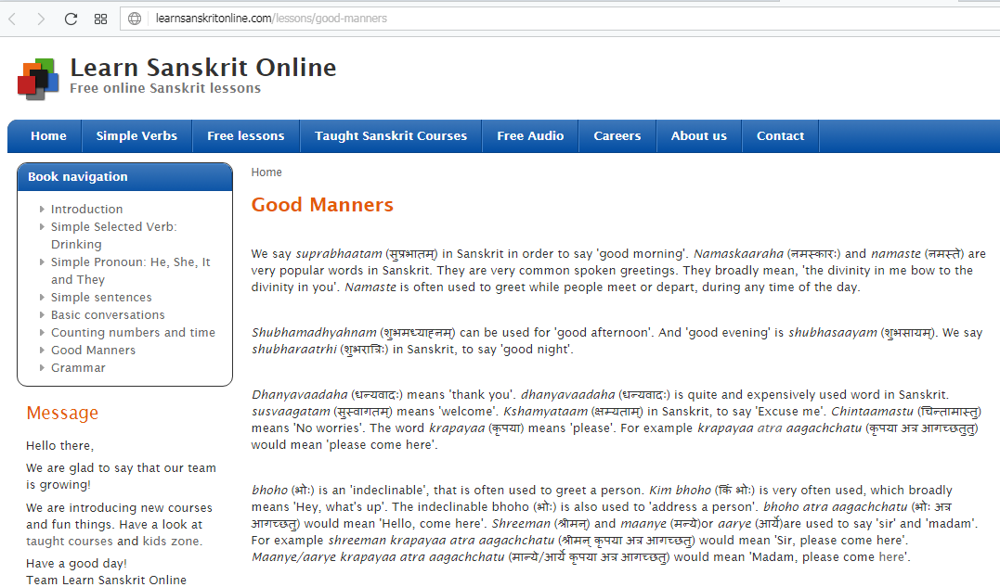 learnsanskritonline.com/lessons/good-manners
Learn Sanskrit Online
Free online Sanskrit lessons
Home Simple Verbs Free lessons Taught Sanskrit Courses Free Audio Careers About us Contact
Book navigation
Introduction
Simple Selected Verb:
Drinking
Simple Pronoun: He, She, It
and They
Simple sentences
Basic conversations
Counting numbers and time
Good Manners
Grammar
Message
Hello there,
We are glad to say that our team
is growing!
We are introducing new courses
and fun things. Have a look at
taught courses and kids zone.
Have a good day!
Team Learn Sanskrit Online
Home
Good Manners
We say suprabhaatam (सुप्रभातम्) in Sanskrit in order to say 'good morning'. Namaskaaraha (नमस्कारः) and namaste (नमस्ते) are
very popular words in Sanskrit. They are very common spoken greetings. They broadly mean, 'the divinity in me bow to the
divinity in you'. Namaste is often used to greet while people meet or depart, during any time of the day.
Shubhamadhyahnam (शुभमध्याह्नम्) can be used for 'good afternoon'. And 'good evening' is shubhasaayam (शुभसायम्). We say
shubharaatrhi (शुभरात्रिः) in Sanskrit, to say 'good night'.
Dhanyavaadaha (धन्यवादः) means 'thank you'. dhanyavaadaha (धन्यवादः) is quite and expensively used word in Sanskrit.
susvaagatam (सुस्वागतम्) means 'welcome'. Kshamyataam (क्षम्यताम्) in Sanskrit, to say 'Excuse me'. Chintaamastu (चिन्तामास्तु)
means 'No worries'. The word krapayaa (कृपया) means 'please'. For example krapayaa atra aagachchatu (कृपया अत्र आगच्छतुतु)
would mean 'please come here'.
bhoho (भोः) is an 'indeclinable', that is often used to greet a person. Kim bhoho (किं भोः) is very often used, which broadly
means 'Hey, what's up'. The indeclinable bhoho (भोः) is also used to 'address a person'. bhoho atra aagachchatu (भोः अत्र
आगच्छतु) would mean 'Hello, come here'. Shreeman (श्रीमन्) and maanye (मन्ये)or aarye (आर्ये)are used to say 'sir' and 'madam'.
For example shreeman krapayaa atra aagachchatu (श्रीमन् कृपया अत्र आगच्छतु) would mean 'Sir, please come here'.
Maanye/aarye krapayaa atra aagachchatu (मान्ये/आर्ये कृपया अत्र आगच्छतु) would mean 'Madam, please come here'.